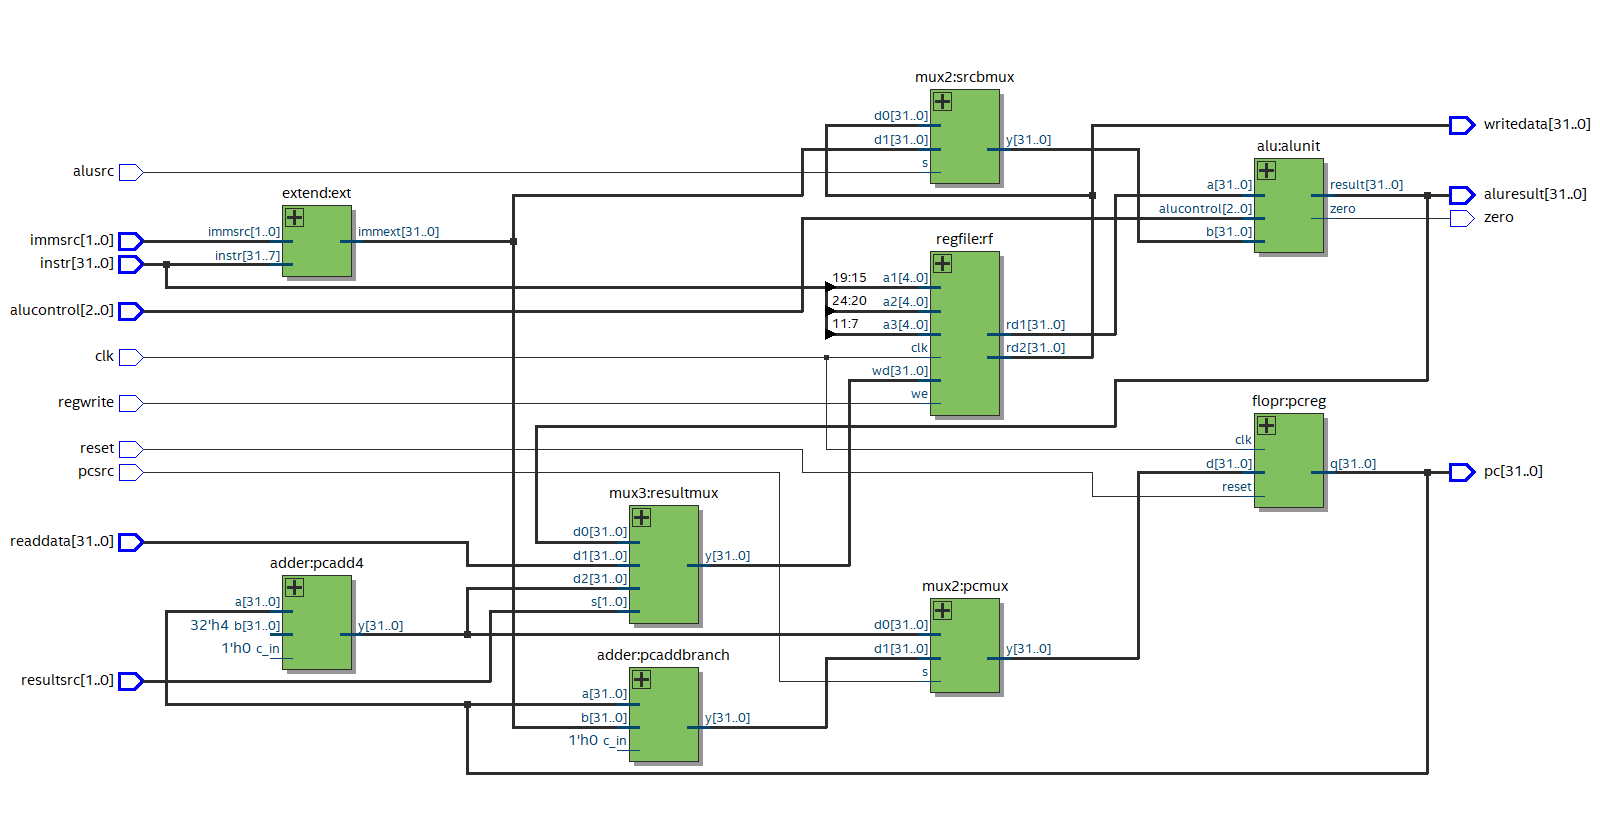 mux2:srcbmux
d0[31..0]
d1[31..0]
s
y[31..0]
writedata[31..0]
alu:alunit
a[31..0]
alucontrol[2..0]
b[31..0]
result[31..0]
zero
aluresult[31..0]
zero
alusrc
extend:ext
immsrc[1..0]
instr[31..7]
immext[31..0]
immsrc[1..0]
instr[31..0]
alucontrol[2..0]
clk
regwrite
reset
pcsrc
regfile:rf
19:15
a1[4..0]
24:20
a2[4..0]
11:7
a3[4..0]
clk
wd[31..0]
we
rd1[31..0]
rd2[31..0]
flopr:pcreg
clk
d[31..0]
reset
q[31..0]
pc[31..0]
mux3:resultmux
d0[31..0]
d1[31..0]
d2[31..0]
s[1..0]
y[31..0]
readdata[31..0]
adder:pcadd4
a[31..0]
32'h4 b[31..0]
1'h0 c_in
y[31..0]
mux2:pcmux
d0[31..0]
d1[31..0]
s
y[31..0]
resultsrc[1..0]
adder:pcaddbranch
a[31..0]
b[31..0]
1'h0 c_in
y[31..0]